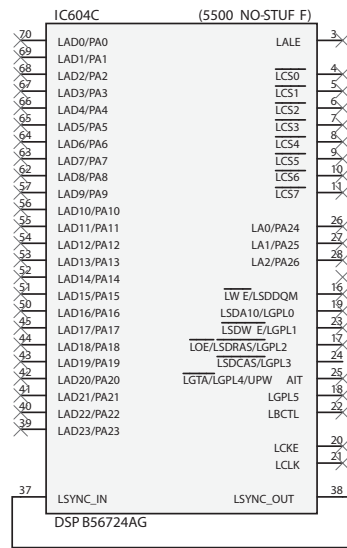 IC604C (5500 NO-STUF F)
70 LAD0/PA0 LALE 3
69 LAD1/PA1
68 LAD2/PA2 LCS0 4
67 LAD3/PA3 LCS1 5
66 LAD4/PA4 LCS2 6
65 LAD5/PA5 LCS3 7
64 LAD6/PA6 LCS4 8
63 LAD7/PA7 LCS5 9
62 LAD8/PA8 LCS6 10
57 LAD9/PA9 LCS7 11
56 LAD10/PA10
55 LAD11/PA11 LA0/PA24 26
54 LAD12/PA12 LA1/PA25 27
53 LAD13/PA13 LA2/PA26 28
52 LAD14/PA14
51 LAD15/PA15 LW E/LSDDQM 16
50 LAD16/PA16 LSDA10/LGPL0 19
45 LAD17/PA17 LSDW E/LGPL1 23
44 LAD18/PA18 LOE/LSDRAS/LGPL2 17
43 LAD19/PA19 LSDCAS/LGPL3 24
42 LAD20/PA20 LGTA/LGPL4/UPW AIT 25
41 LAD21/PA21 LGPL5 18
40 LAD22/PA22 LBCTL 22
39 LAD23/PA23
LCKE 20
LCLK 21
37 LSYNC_IN LSYNC_OUT 38
DSP B56724AG